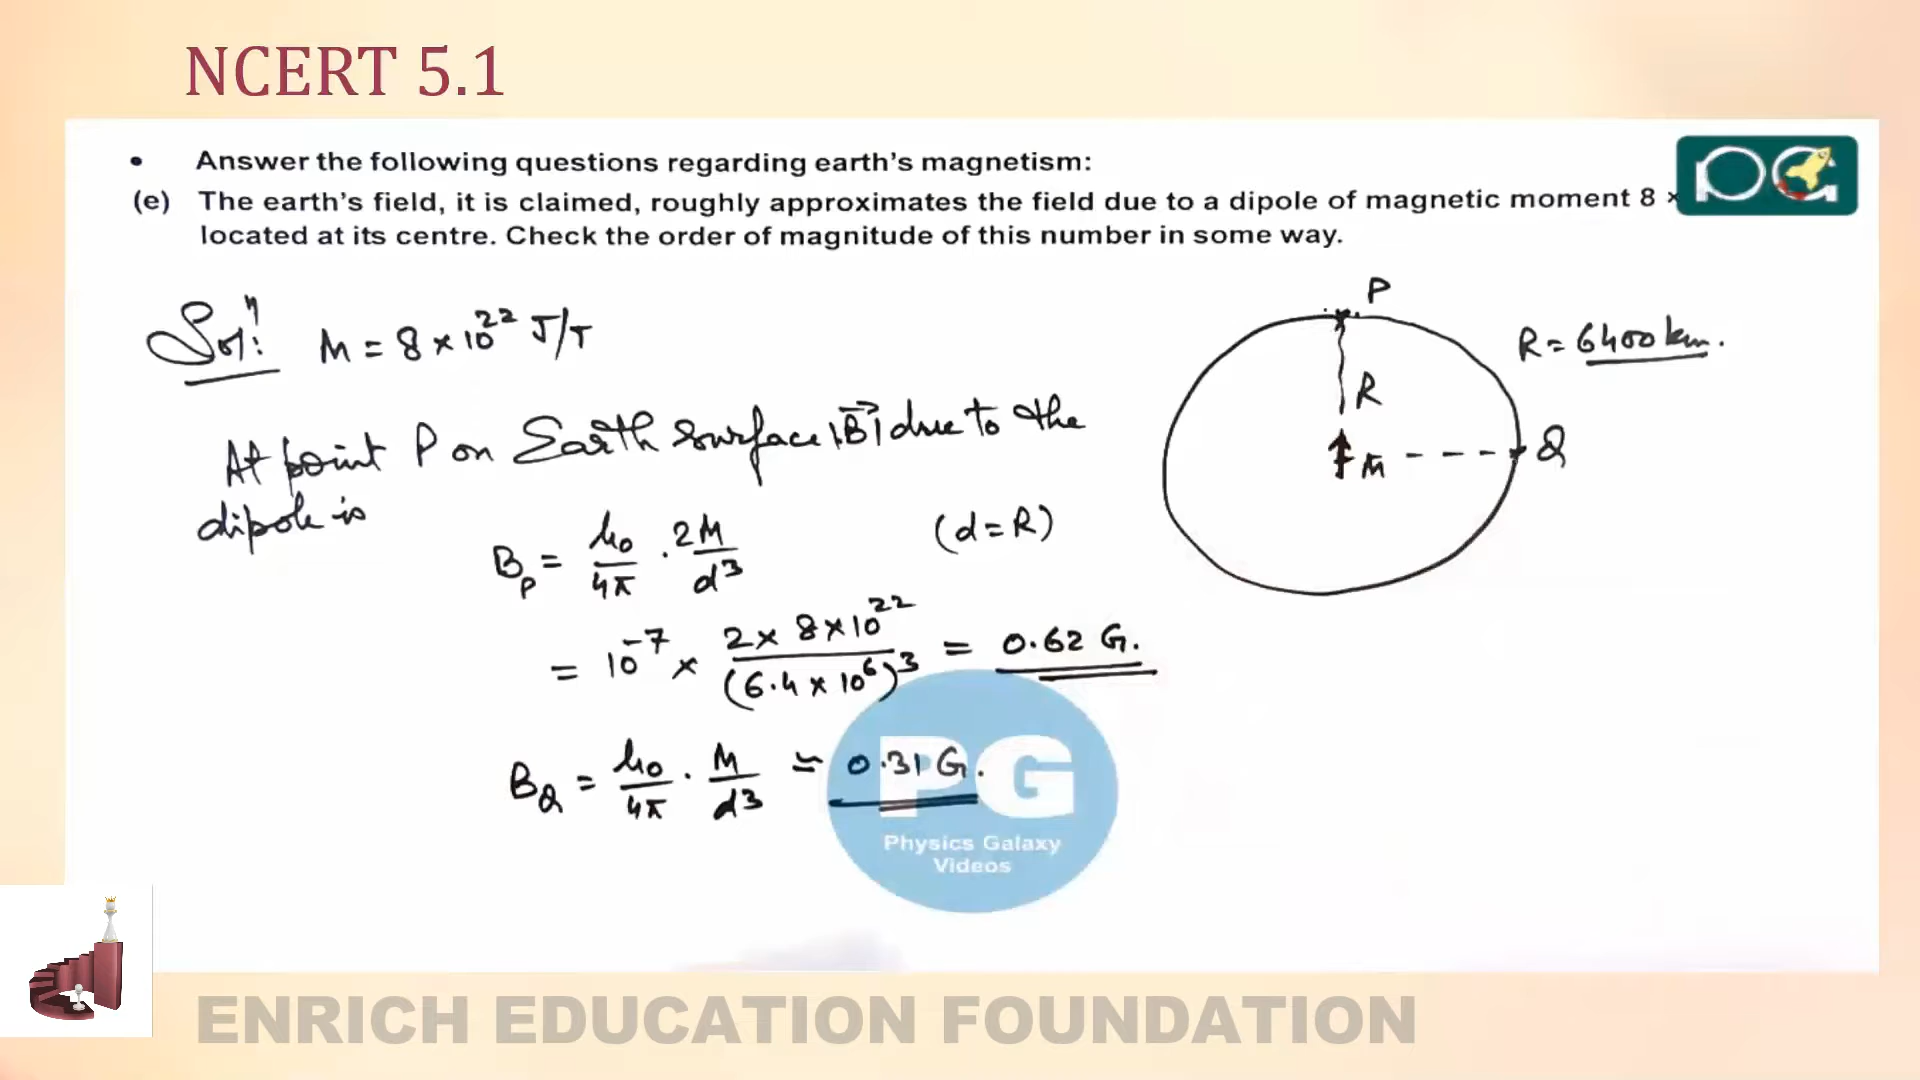 NCERT 5.1
• Answer the following questions regarding earth's magnetism:
(e) The earth's field, it is claimed, roughly approximates the field due to a dipole of magnetic moment 8 ×
located at its centre. Check the order of magnitude of this number in some way.
P
Solⁿ: M = 8 × 10²² J/T
R = 6400 km.
R
At point P on Earth surface |B⃗| due to the
M
Q
dipole is
B_P = μ₀/4π · 2M/d³ (d = R)
= 10⁻⁷ × 2 × 8 × 10²²/(6.4 × 10⁶)³ = 0.62 G.
B_Q = μ₀/4π · M/d³ ≃ 0.31 G.
PG
Physics Galaxy
Videos
ENRICH EDUCATION FOUNDATION